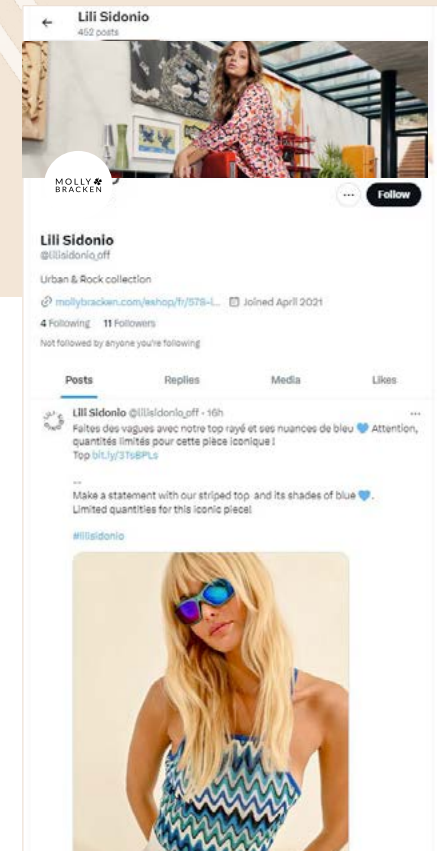 Lili Sidonio
452 posts
MOLLY
BRACKEN
Follow
Lili Sidonio
@lilisidonio_off
Urban & Rock collection
mollybracken.com/eshop/fr/578-l... Joined April 2021
4 Following 11 Followers
Not followed by anyone you're following
Posts Replies Media Likes
Lili Sidonio @lilisidonio_off · 16h
Faites des vagues avec notre top rayé et ses nuances de bleu 💙 Attention,
quantités limités pour cette pièce iconique !
Top bit.ly/3TsBPLs
--
Make a statement with our striped top and its shades of blue 💙.
Limited quantities for this iconic piece!
#lilisidonio